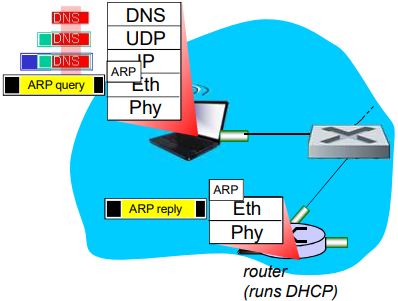 DNS
DNS
UDP
DNS
IP
DNS
ARP
ARP query
Eth
Phy
ARP
ARP reply
Eth
Phy
router
(runs DHCP)